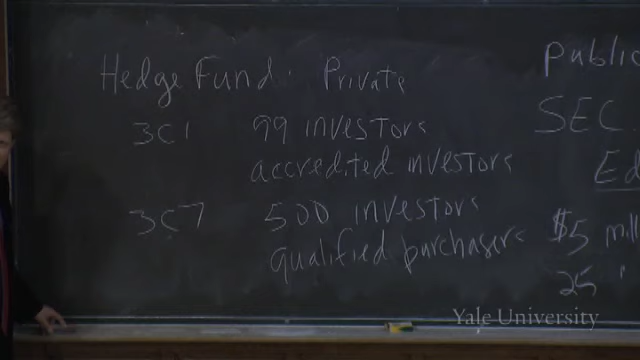 Hedge Fund: Private
3C1 99 investors
accredited investors
3C7 500 investors
qualified purchasers
Public
SEC
Ed
$5 mill
25 "
Yale University